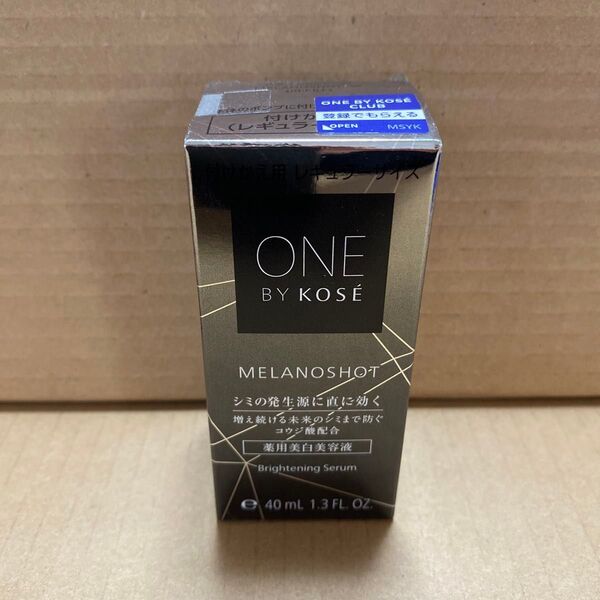 ONE BY KOSÉ
CLUB
登録でもらえる
OPEN MSYK
付けかえ用 レギュラーサイズ
ONE
BY KOSÉ
MELANOSHOT
シミの発生源に直に効く
増え続ける未来のシミまで防ぐ
コウジ酸配合
薬用美白美容液
Brightening Serum
℮ 40 mL 1.3 FL. OZ.